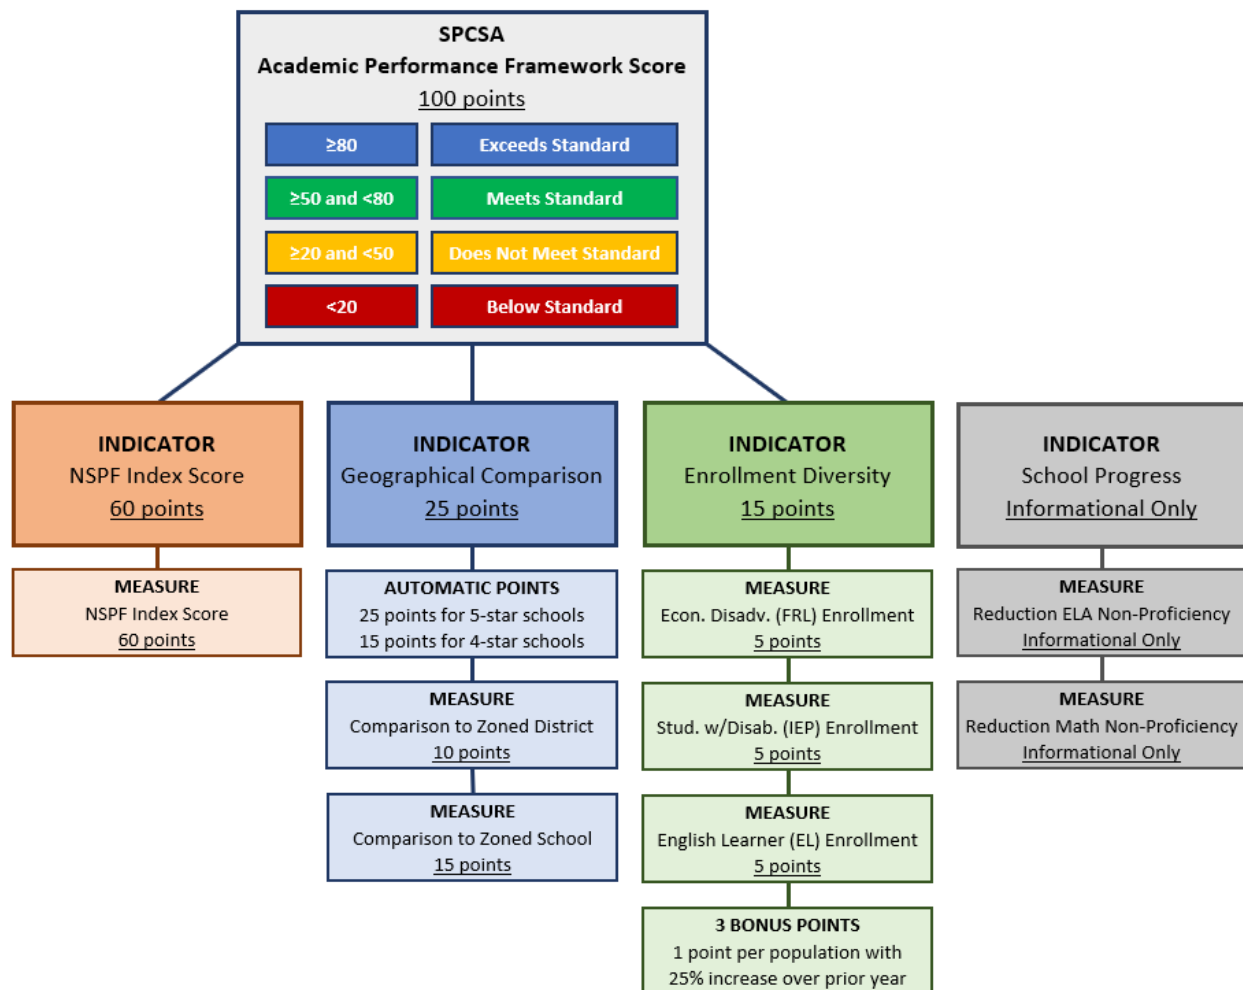 SPCSA
Academic Performance Framework Score
100 points
≥80
Exceeds Standard
≥50 and <80
Meets Standard
≥20 and <50
Does Not Meet Standard
<20
Below Standard
INDICATOR
NSPF Index Score
60 points
MEASURE
NSPF Index Score
60 points
INDICATOR
Geographical Comparison
25 points
AUTOMATIC POINTS
25 points for 5-star schools
15 points for 4-star schools
MEASURE
Comparison to Zoned District
10 points
MEASURE
Comparison to Zoned School
15 points
INDICATOR
Enrollment Diversity
15 points
MEASURE
Econ. Disadv. (FRL) Enrollment
5 points
MEASURE
Stud. w/Disab. (IEP) Enrollment
5 points
MEASURE
English Learner (EL) Enrollment
5 points
3 BONUS POINTS
1 point per population with
25% increase over prior year
INDICATOR
School Progress
Informational Only
MEASURE
Reduction ELA Non-Proficiency
Informational Only
MEASURE
Reduction Math Non-Proficiency
Informational Only